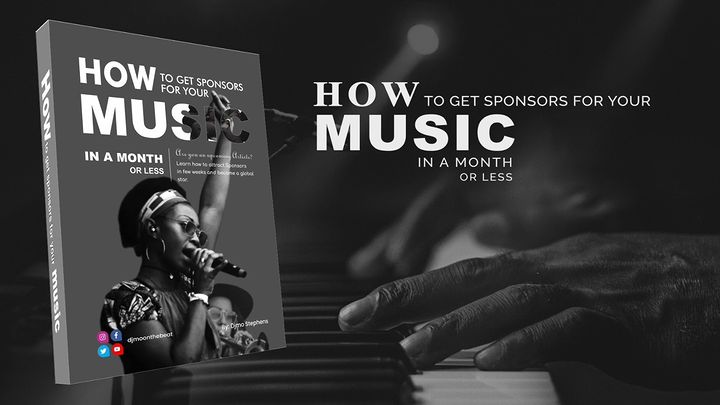 HOW to get sponsors for your music
HOW TO GET SPONSORS
FOR YOUR
MUSIC
IN A MONTH
OR LESS
Are you an upcoming Artiste?
Learn how to attract Sponsors
in few weeks and become a global
star.
djmoonthebeat
by: Djmo Stephens
HOW TO GET SPONSORS FOR YOUR
MUSIC
IN A MONTH
OR LESS